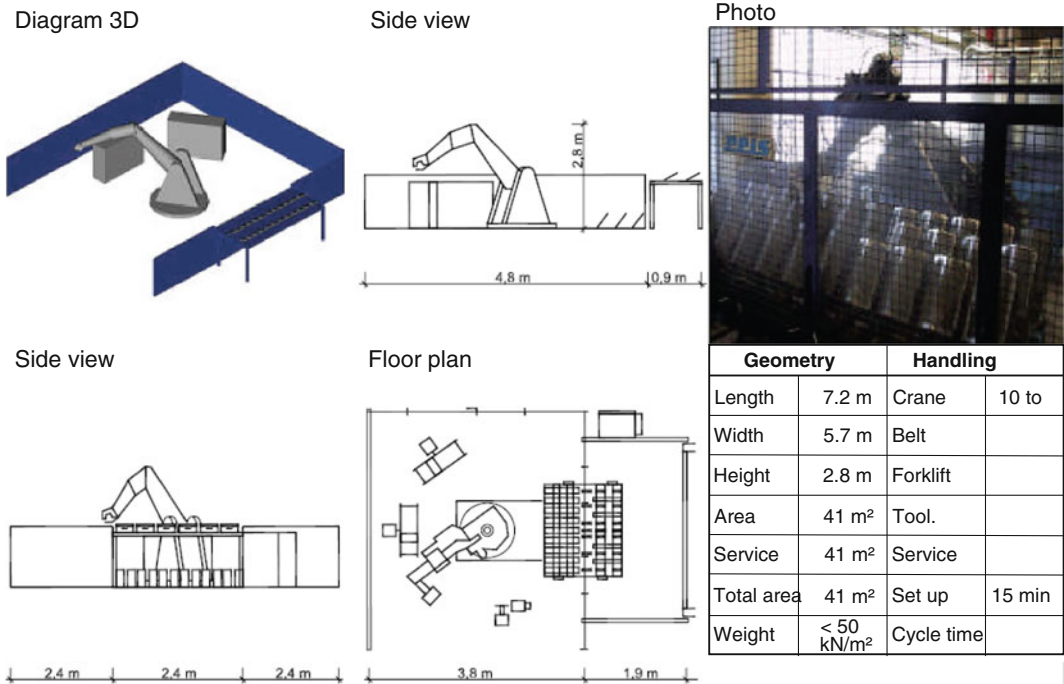 Diagram 3D
Side view
2,8 m
4,8 m
0,9 m
Photo
Side view
2,4 m
2,4 m
2,4 m
Floor plan
3,8 m
1,9 m
Geometry Handling
Length 7.2 m Crane 10 to
Width 5.7 m Belt
Height 2.8 m Forklift
Area 41 m² Tool.
Service 41 m² Service
Total area 41 m² Set up 15 min
Weight < 50 kN/m² Cycle time